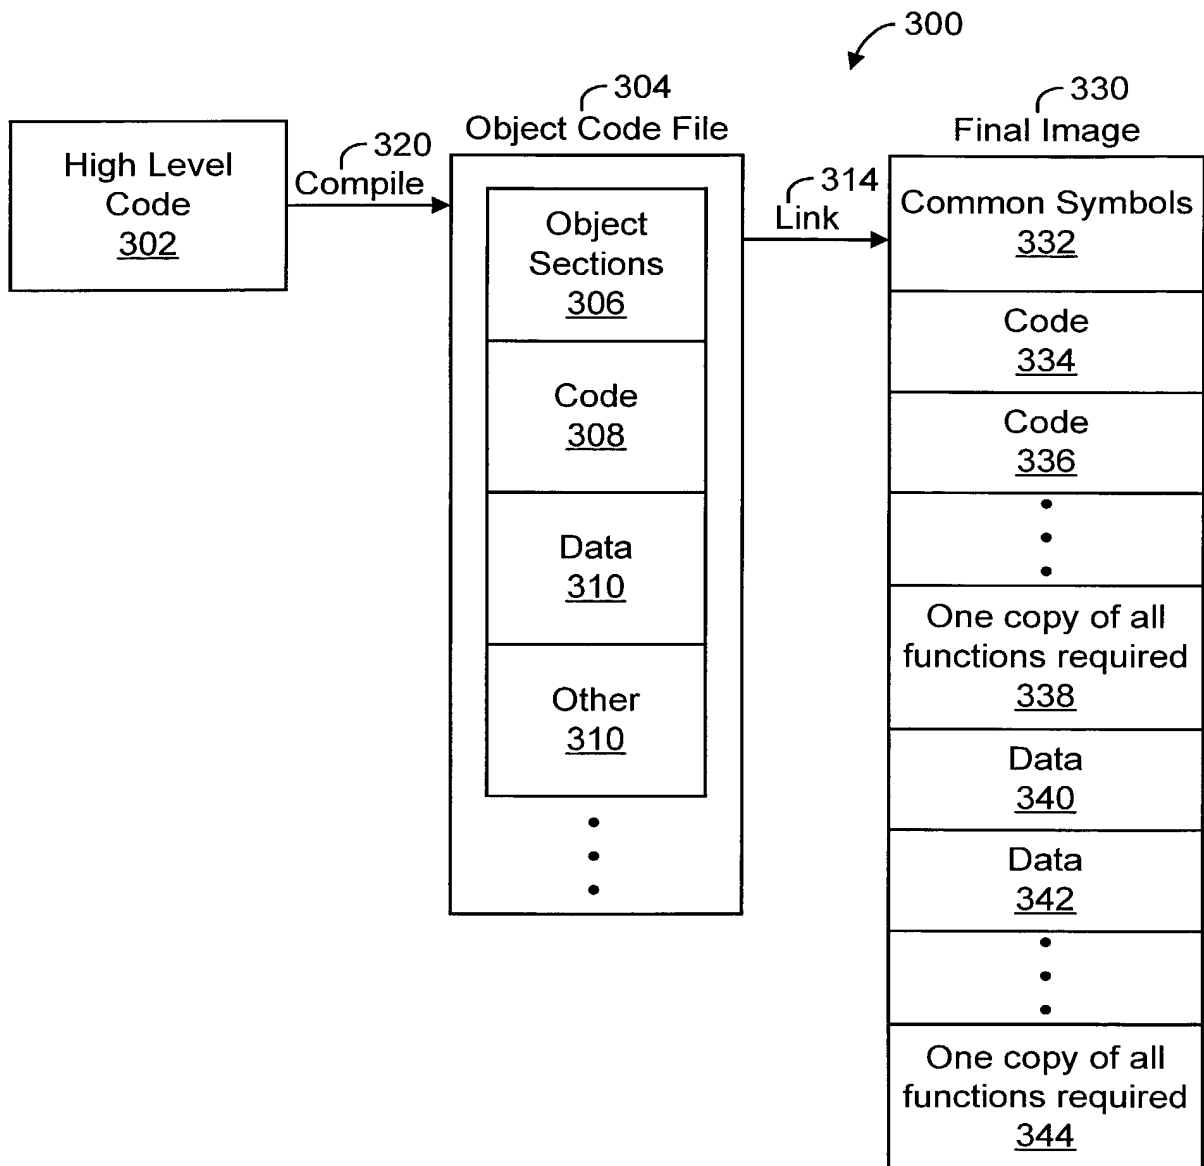 300
High Level
Code
302
320
Compile
304
Object Code File
Object
Sections
306
Code
308
Data
310
Other
310
314
Link
330
Final Image
Common Symbols
332
Code
334
Code
336
One copy of all
functions required
338
Data
340
Data
342
One copy of all
functions required
344